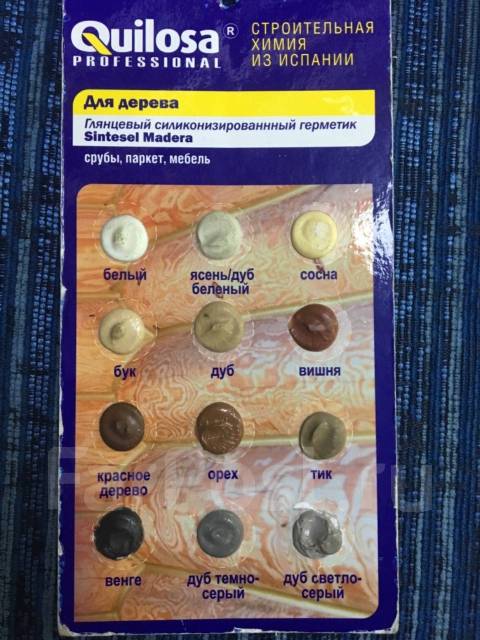 Quilosa®
PROFESSIONAL
СТРОИТЕЛЬНАЯ
ХИМИЯ
ИЗ ИСПАНИИ
Для дерева
Глянцевый силиконизированнный герметик
Sintesel Madera
срубы, паркет, мебель
белый
ясень/дуб
беленый
сосна
бук
дуб
вишня
красное
дерево
орех
тик
венге
дуб темно-
серый
дуб светло-
серый